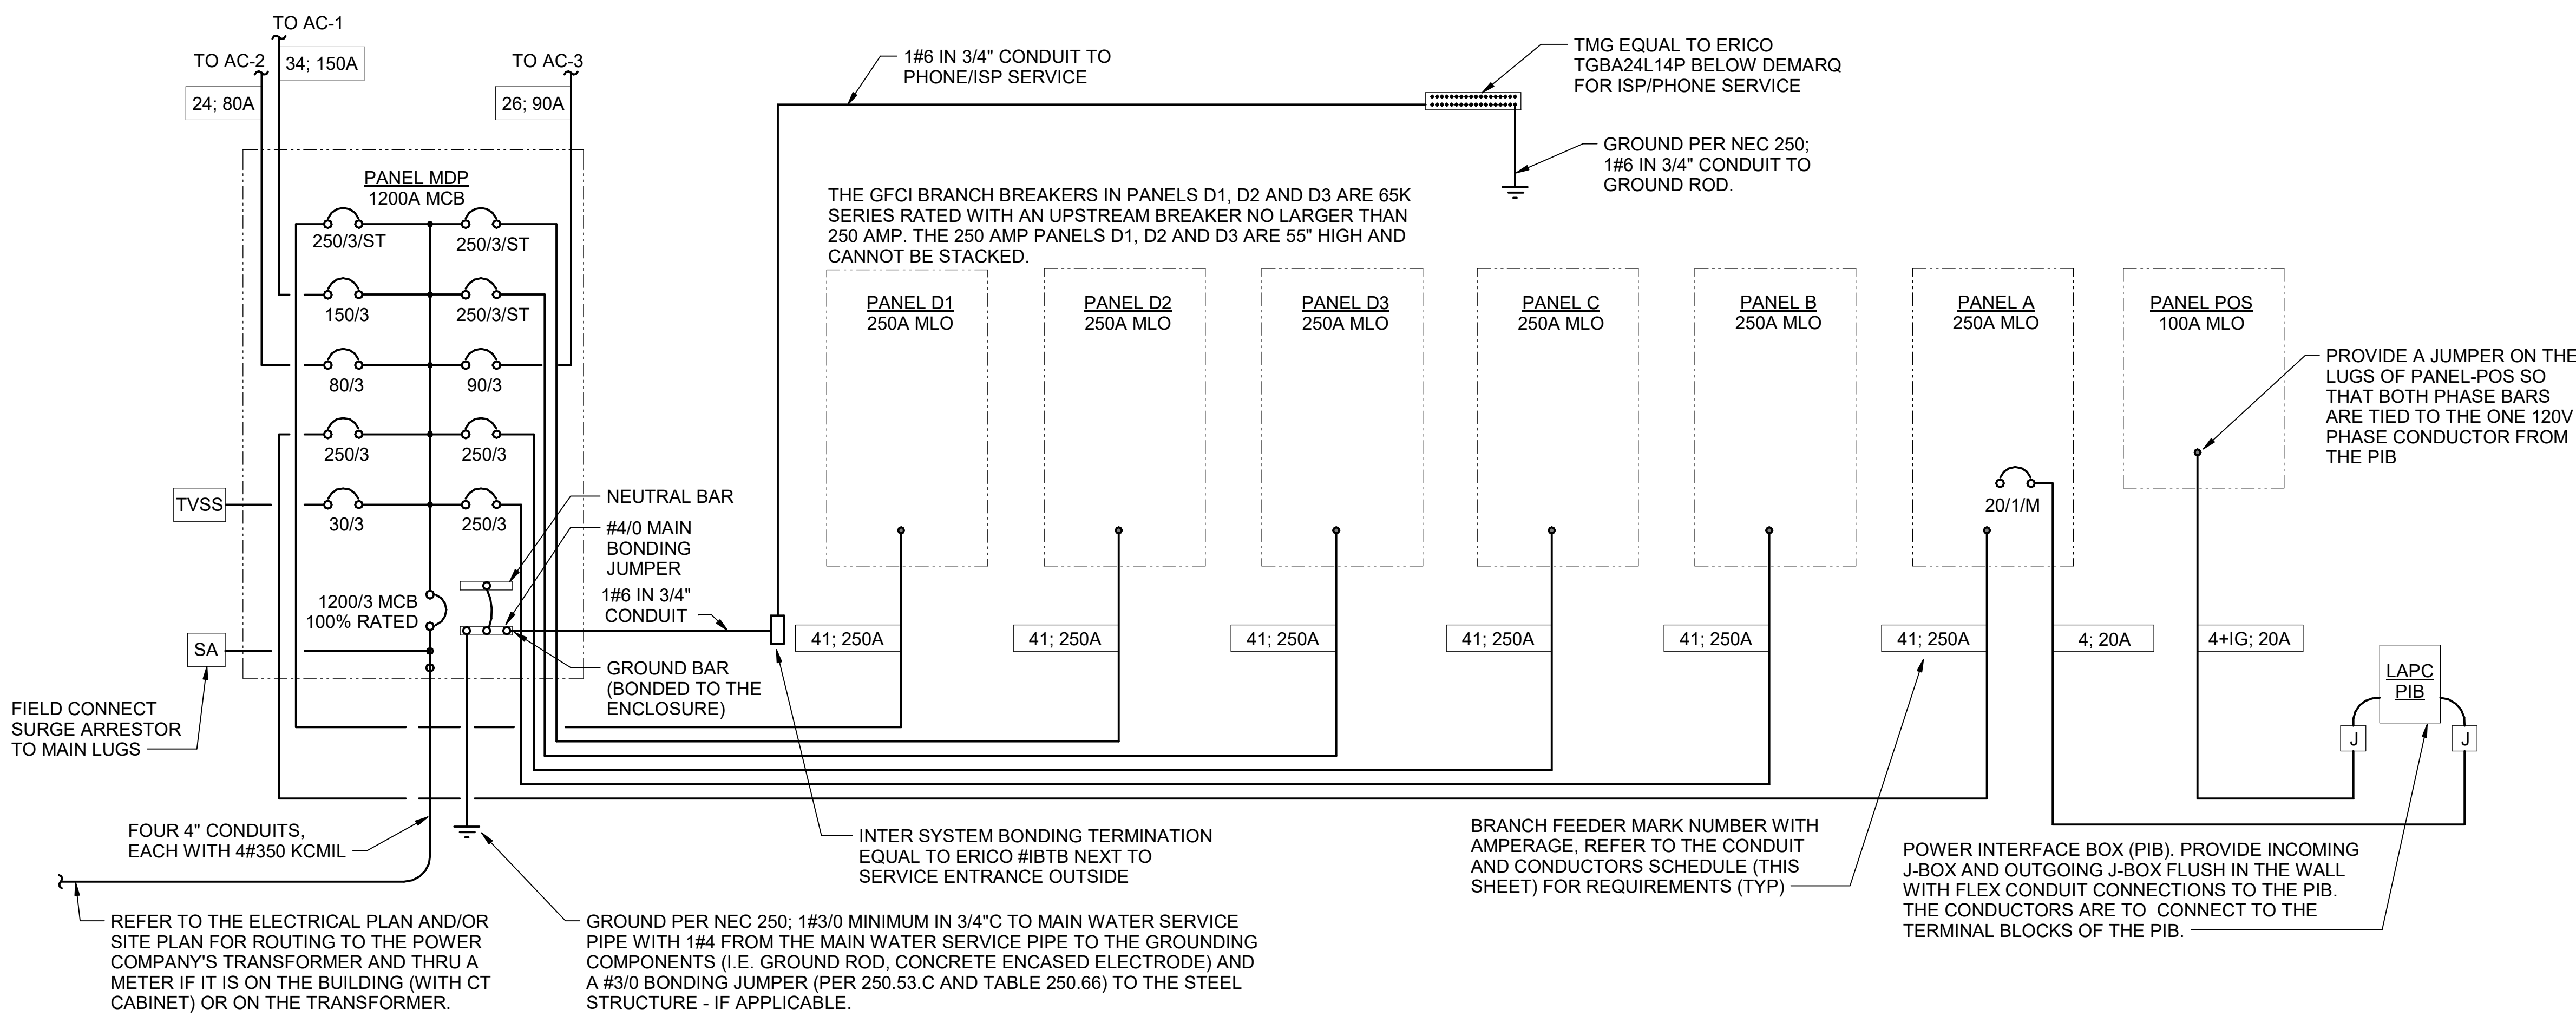 TO AC-1
TO AC-2
34; 150A
TO AC-3
24; 80A
26; 90A
PANEL MDP
1200A MCB
250/3/ST
250/3/ST
150/3
250/3/ST
80/3
90/3
250/3
250/3
TVSS
30/3
250/3
1200/3 MCB
100% RATED
SA
FIELD CONNECT
SURGE ARRESTOR
TO MAIN LUGS
FOUR 4" CONDUITS,
EACH WITH 4#350 KCMIL
REFER TO THE ELECTRICAL PLAN AND/OR
SITE PLAN FOR ROUTING TO THE POWER
COMPANY'S TRANSFORMER AND THRU A
METER IF IT IS ON THE BUILDING (WITH CT
CABINET) OR ON THE TRANSFORMER.
NEUTRAL BAR
#4/0 MAIN
BONDING
JUMPER
1#6 IN 3/4"
CONDUIT
GROUND BAR
(BONDED TO THE
ENCLOSURE)
GROUND PER NEC 250; 1#3/0 MINIMUM IN 3/4"C TO MAIN WATER SERVICE
PIPE WITH 1#4 FROM THE MAIN WATER SERVICE PIPE TO THE GROUNDING
COMPONENTS (I.E. GROUND ROD, CONCRETE ENCASED ELECTRODE) AND
A #3/0 BONDING JUMPER (PER 250.53.C AND TABLE 250.66) TO THE STEEL
STRUCTURE - IF APPLICABLE.
INTER SYSTEM BONDING TERMINATION
EQUAL TO ERICO #IBTB NEXT TO
SERVICE ENTRANCE OUTSIDE
1#6 IN 3/4" CONDUIT TO
PHONE/ISP SERVICE
TMG EQUAL TO ERICO
TGBA24L14P BELOW DEMARQ
FOR ISP/PHONE SERVICE
GROUND PER NEC 250;
1#6 IN 3/4" CONDUIT TO
GROUND ROD.
THE GFCI BRANCH BREAKERS IN PANELS D1, D2 AND D3 ARE 65K
SERIES RATED WITH AN UPSTREAM BREAKER NO LARGER THAN
250 AMP. THE 250 AMP PANELS D1, D2 AND D3 ARE 55" HIGH AND
CANNOT BE STACKED.
PANEL D1
250A MLO
PANEL D2
250A MLO
PANEL D3
250A MLO
PANEL C
250A MLO
PANEL B
250A MLO
PANEL A
250A MLO
PANEL POS
100A MLO
20/1/M
PROVIDE A JUMPER ON THE
LUGS OF PANEL-POS SO
THAT BOTH PHASE BARS
ARE TIED TO THE ONE 120V
PHASE CONDUCTOR FROM
THE PIB
41; 250A
41; 250A
41; 250A
41; 250A
41; 250A
41; 250A
4; 20A
4+IG; 20A
LAPC
PIB
J
J
BRANCH FEEDER MARK NUMBER WITH
AMPERAGE, REFER TO THE CONDUIT
AND CONDUCTORS SCHEDULE (THIS
SHEET) FOR REQUIREMENTS (TYP)
POWER INTERFACE BOX (PIB). PROVIDE INCOMING
J-BOX AND OUTGOING J-BOX FLUSH IN THE WALL
WITH FLEX CONDUIT CONNECTIONS TO THE PIB.
THE CONDUCTORS ARE TO CONNECT TO THE
TERMINAL BLOCKS OF THE PIB.